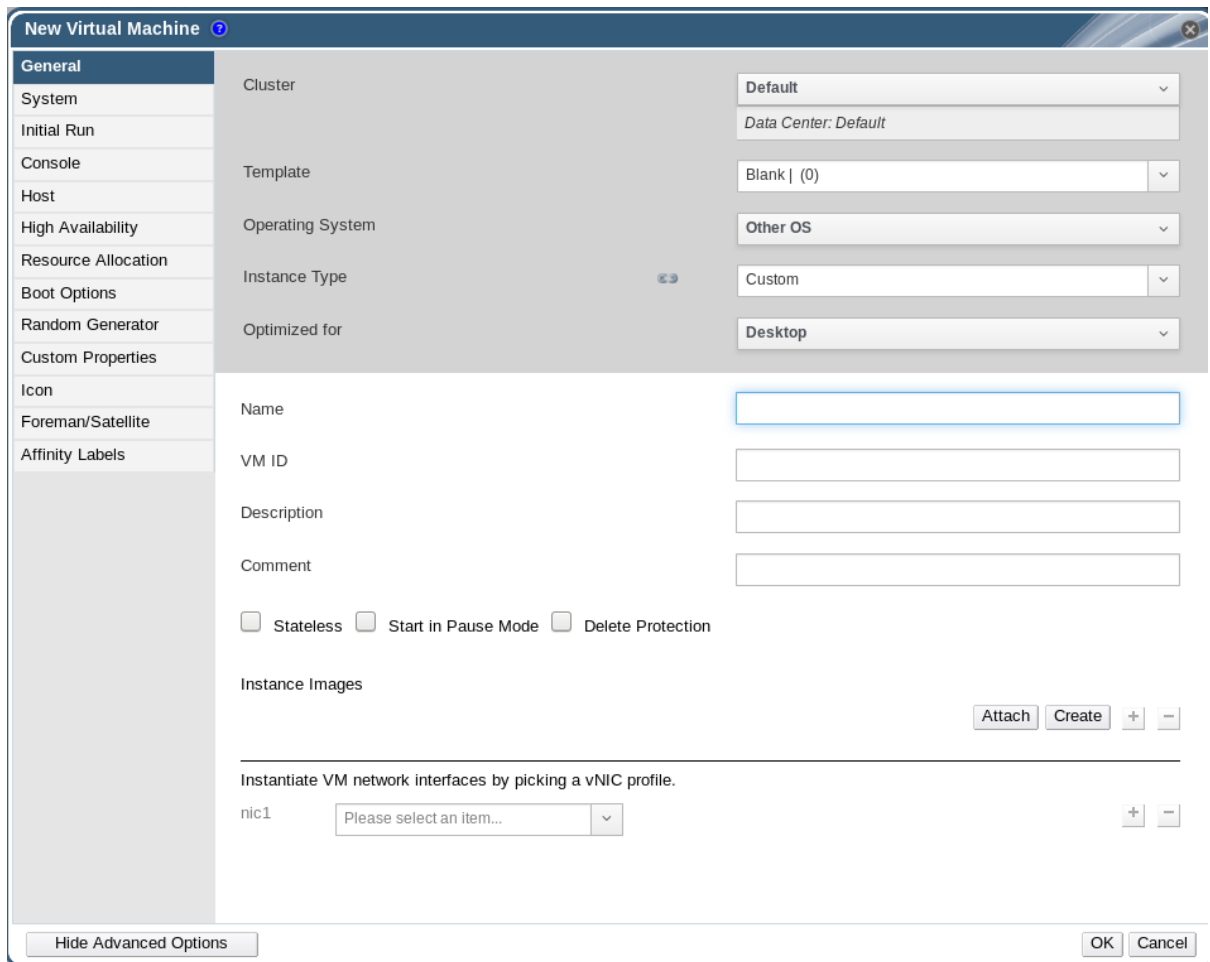 New Virtual Machine ?
General
System
Initial Run
Console
Host
High Availability
Resource Allocation
Boot Options
Random Generator
Custom Properties
Icon
Foreman/Satellite
Affinity Labels
Cluster Default
Data Center: Default
Template Blank | (0)
Operating System Other OS
Instance Type Custom
Optimized for Desktop
Name
VM ID
Description
Comment
Stateless Start in Pause Mode Delete Protection
Instance Images
Attach Create + −
Instantiate VM network interfaces by picking a vNIC profile.
nic1 Please select an item... + −
Hide Advanced Options OK Cancel